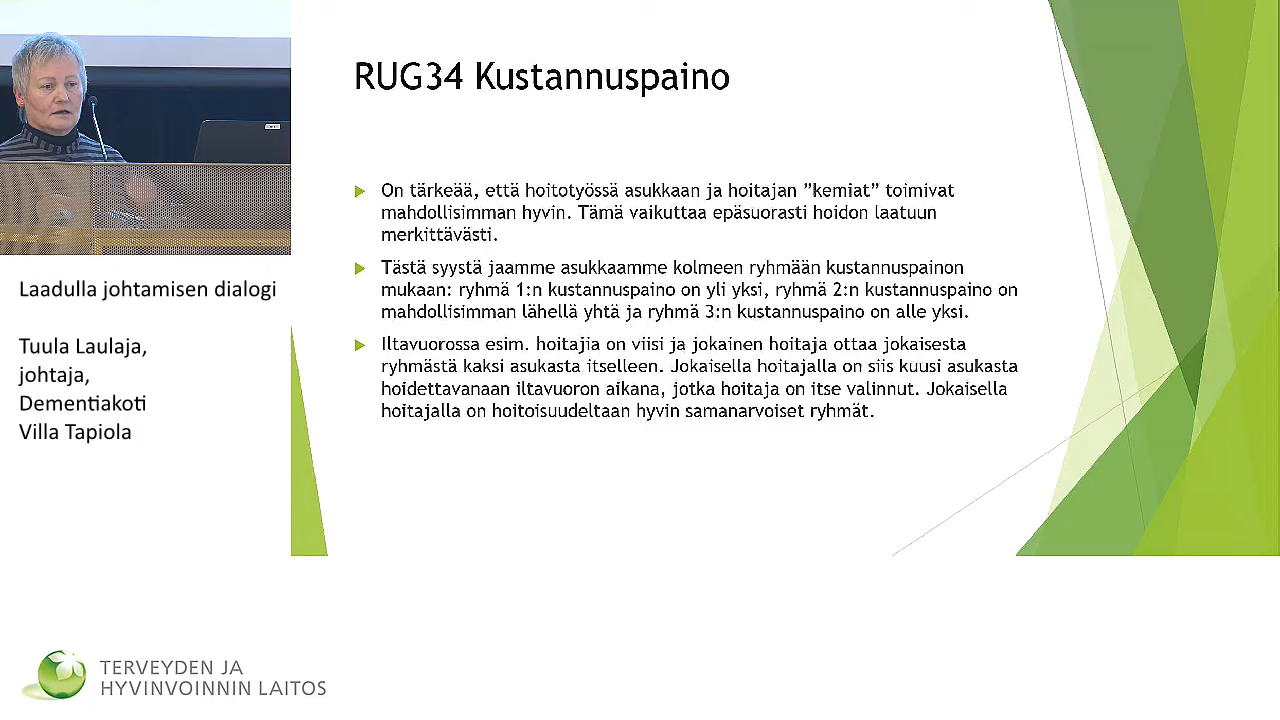 RUG34 Kustannuspaino
On tärkeää, että hoitotyössä asukkaan ja hoitajan ”kemiat” toimivat
mahdollisimman hyvin. Tämä vaikuttaa epäsuorasti hoidon laatuun
merkittävästi.
Tästä syystä jaamme asukkaamme kolmeen ryhmään kustannuspainon
mukaan: ryhmä 1:n kustannuspaino on yli yksi, ryhmä 2:n kustannuspaino on
mahdollisimman lähellä yhtä ja ryhmä 3:n kustannuspaino on alle yksi.
Iltavuorossa esim. hoitajia on viisi ja jokainen hoitaja ottaa jokaisesta
ryhmästä kaksi asukasta itselleen. Jokaisella hoitajalla on siis kuusi asukasta
hoidettavanaan iltavuoron aikana, jotka hoitaja on itse valinnut. Jokaisella
hoitajalla on hoitoisuudeltaan hyvin samanarvoiset ryhmät.
Laadulla johtamisen dialogi
Tuula Laulaja,
johtaja,
Dementiakoti
Villa Tapiola
TERVEYDEN JA
HYVINVOINNIN LAITOS